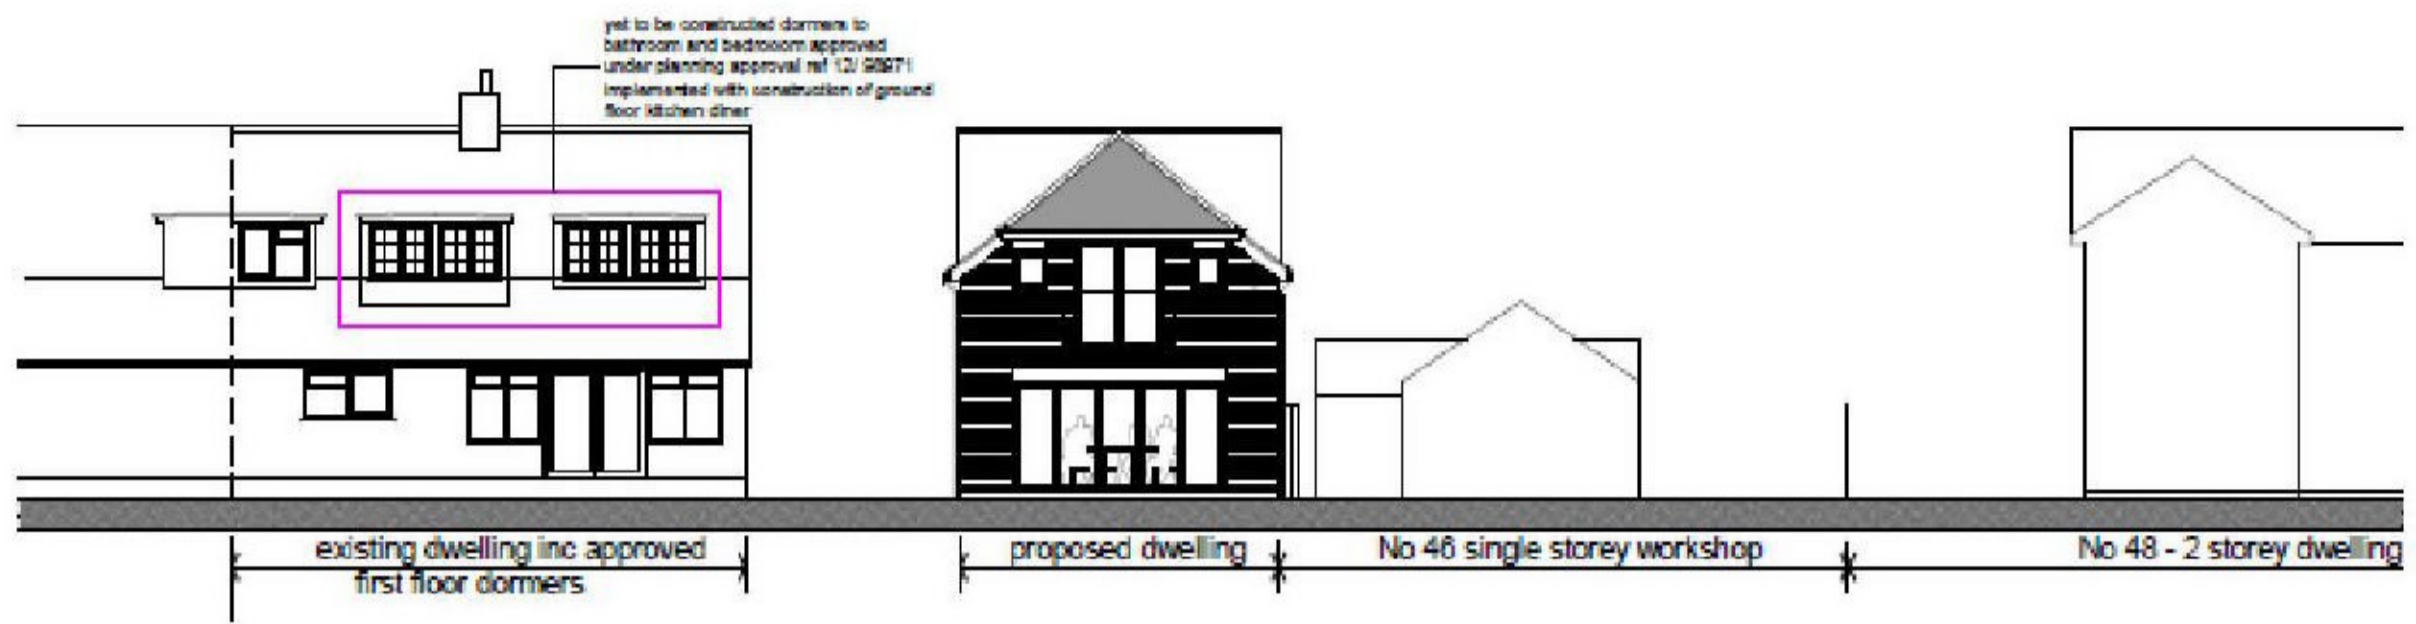 yet to be constructed dormers to
bathroom and bedrooom approved
under planning approval ref
implemented with construction of ground
floor kitchen diner
existing dwelling inc approved
first floor dormers
proposed dwelling
No 46 single storey workshop
No 48 - 2 storey dwelling